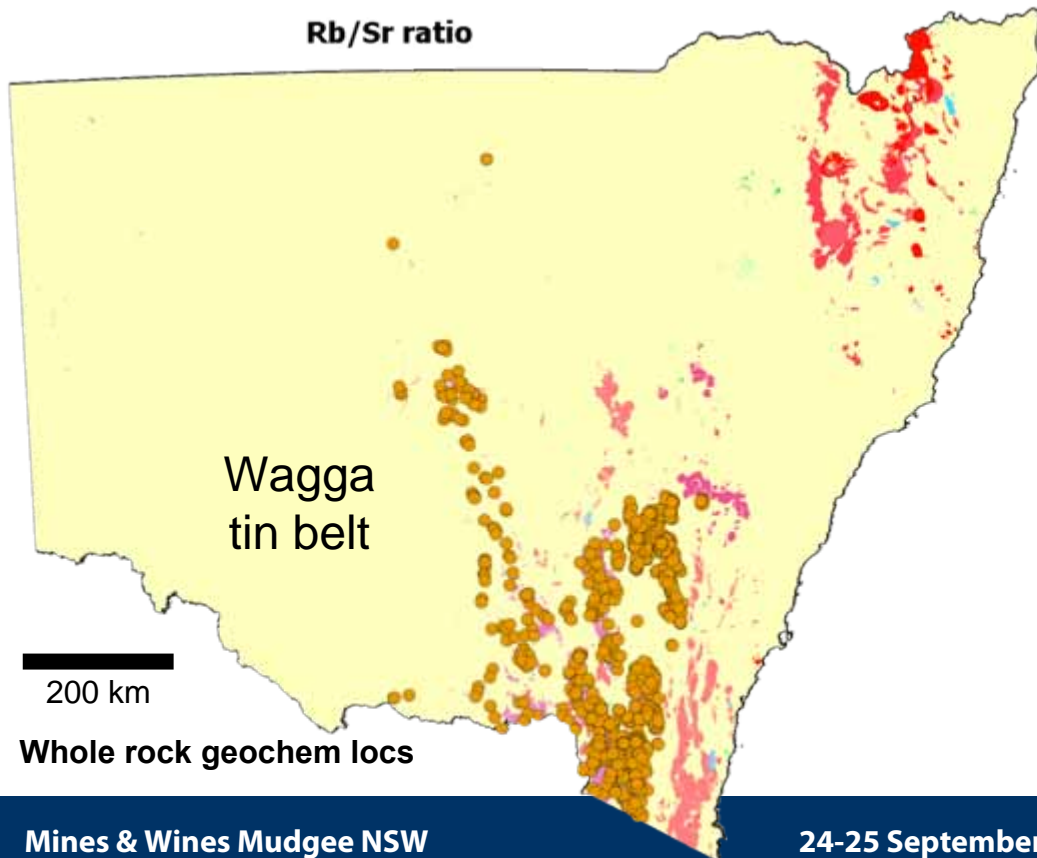 Rb/Sr ratio
Wagga
tin belt
200 km
Whole rock geochem locs
Mines & Wines Mudgee NSW
24-25 September